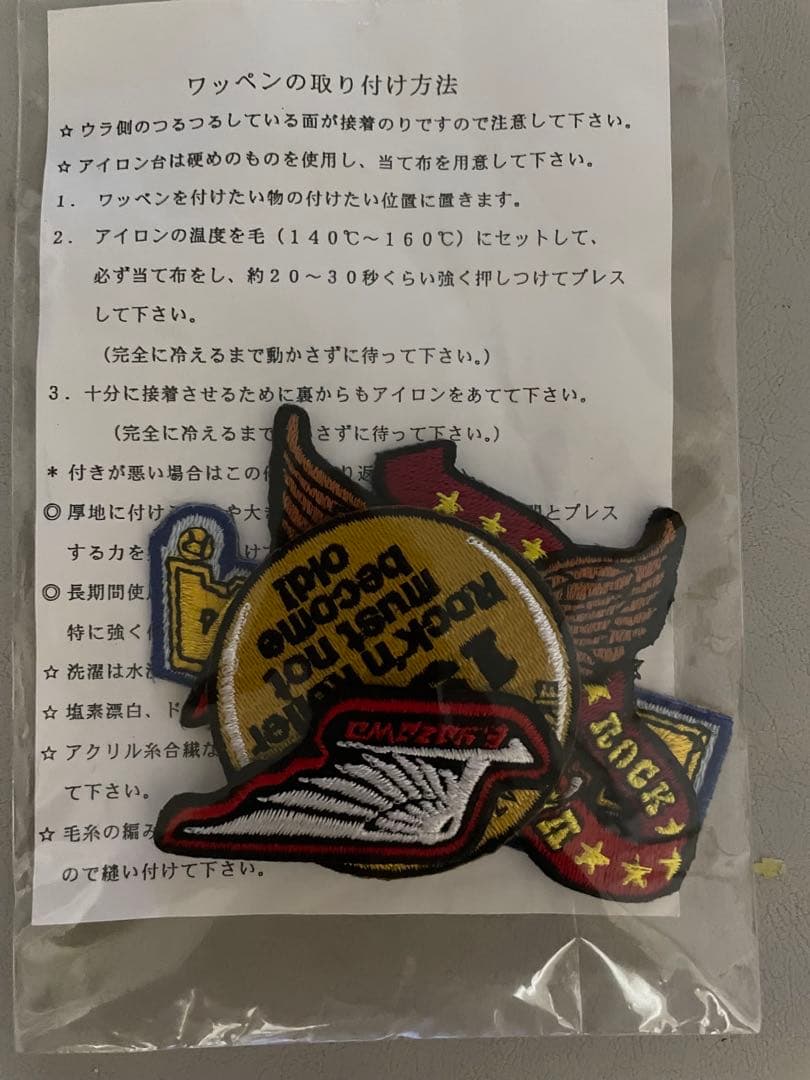 ワッペンの取り付け方法
☆ウラ側のつるつるしている面が接着のりですので注意して下さい。
☆アイロン台は硬めのものを使用し、当て布を用意して下さい。
1. ワッペンを付けたい物の付けたい位置に置きます。
2. アイロンの温度を毛(140℃～160℃)にセットして、
必ず当て布をし、約20～30秒くらい強く押しつけてプレス
して下さい。
(完全に冷えるまで動かさずに待って下さい。)
3. 十分に接着させるために裏からもアイロンをあてて下さい。
(完全に冷えるまで かさずに待って下さい。)
* 付きが悪い場合はこの
◎厚地に付け とプレス
する力を
◎長期間使
特に強く
☆洗濯は水
☆塩素漂白、ド
☆アクリル糸合繊な
て下さい。
☆毛糸の編み
ので縫い付けて下さい。
Rock'n
must not
become
old!
E.Yazawa
ROCK